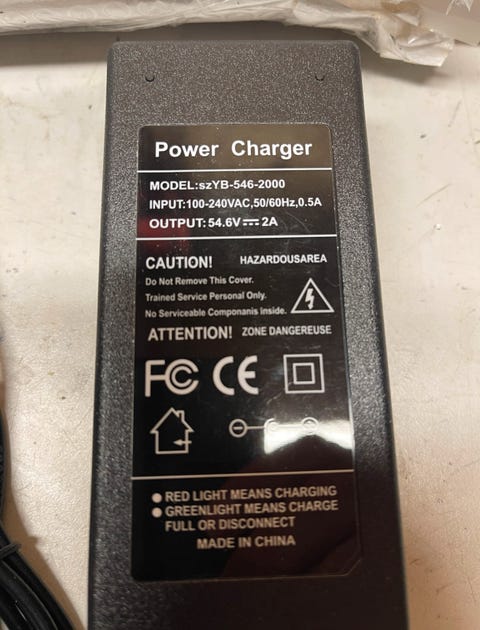 Power Charger
MODEL:szYB-546-2000
INPUT:100-240VAC,50/60Hz,0.5A
OUTPUT:54.6V⎓2A
CAUTION! HAZARDOUSAREA
Do Not Remove This Cover.
Trained Service Personal Only.
No Serviceable Componanis inside.
ATTENTION! ZONE DANGEREUSE
FC CE
RED LIGHT MEANS CHARGING
GREENLIGHT MEANS CHARGE
FULL OR DISCONNECT
MADE IN CHINA